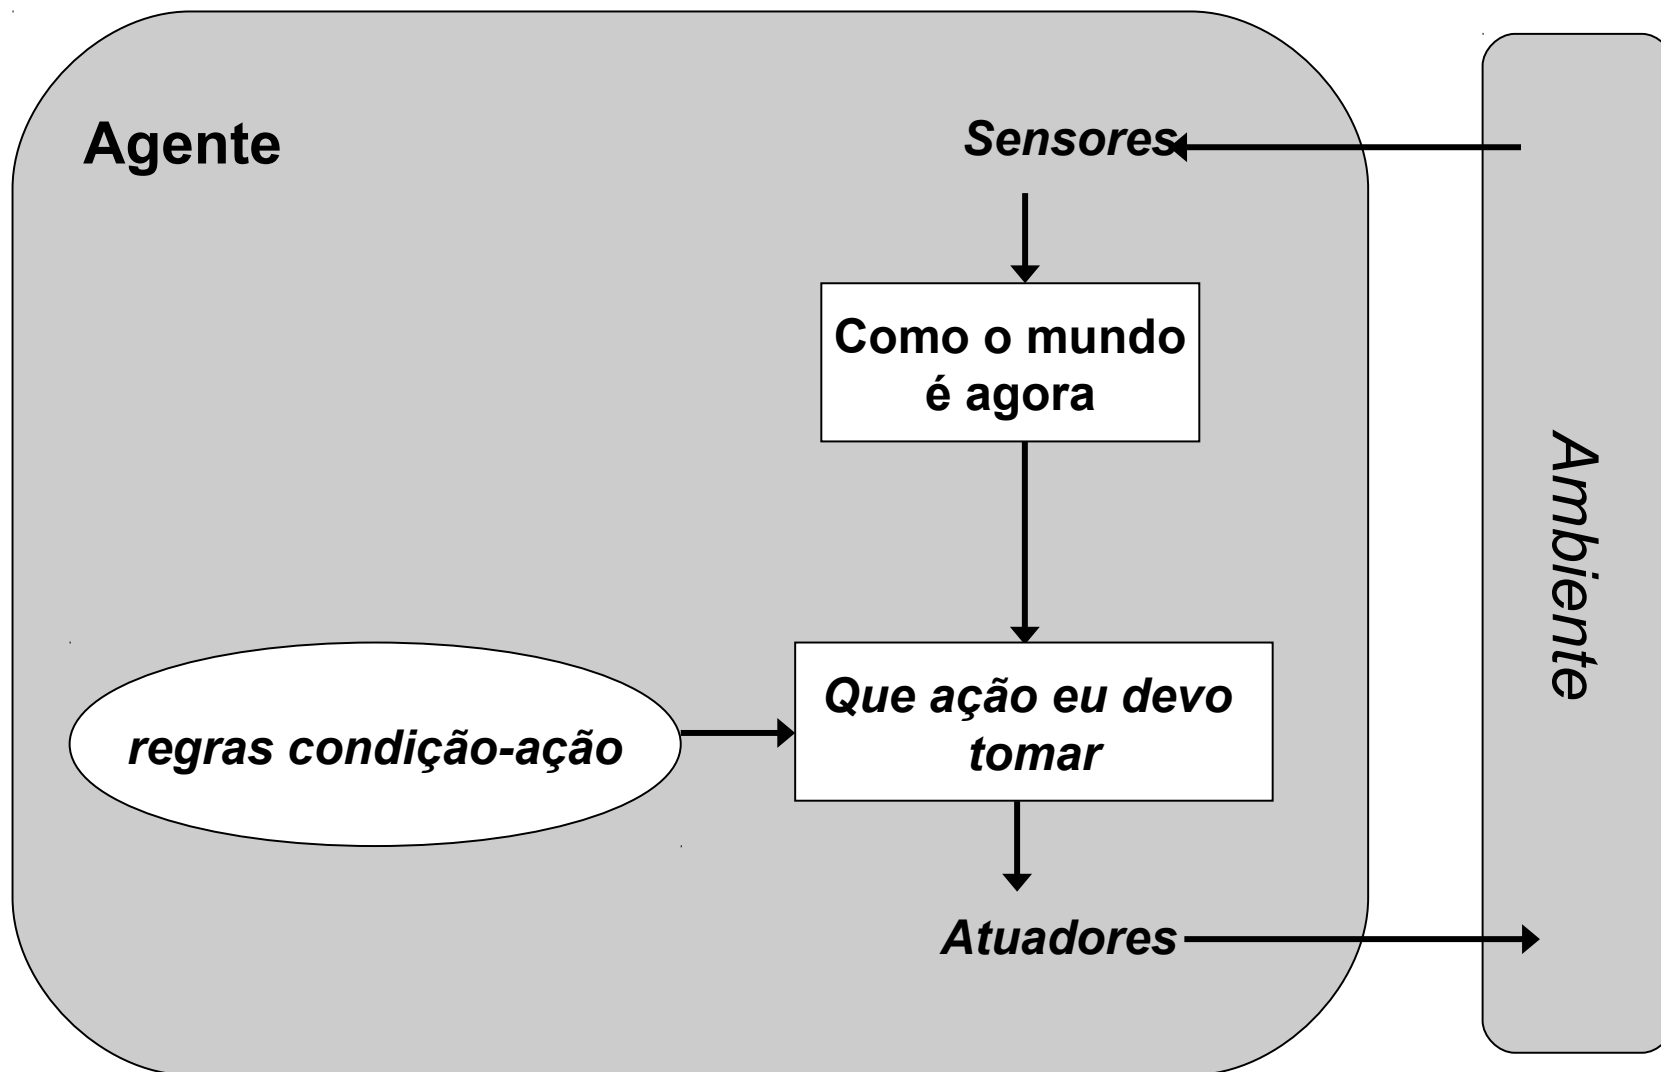 Agente
Sensores
Como o mundo
é agora
Ambiente
regras condição-ação
Que ação eu devo
tomar
Atuadores